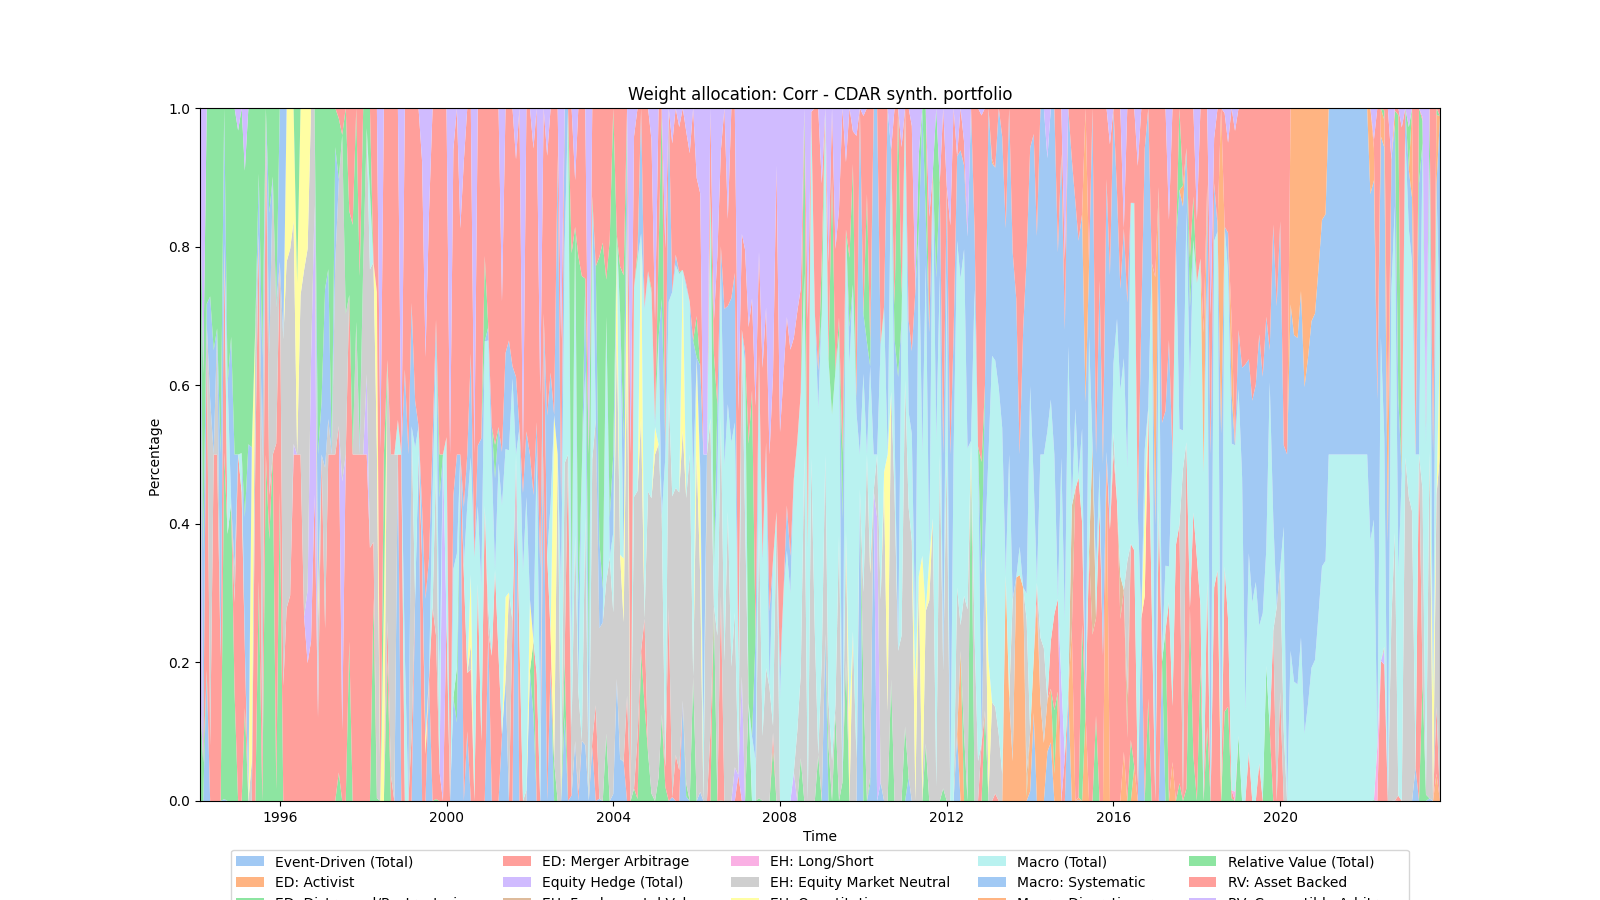 Weight allocation: Corr - CDAR synth. portfolio
1.0
0.8
0.6
0.4
0.2
0.0
Percentage
1996 2000 2004 2008 2012 2016 2020
Time
Event-Driven (Total) ED: Merger Arbitrage EH: Long/Short Macro (Total) Relative Value (Total)
ED: Activist Equity Hedge (Total) EH: Equity Market Neutral Macro: Systematic RV: Asset Backed